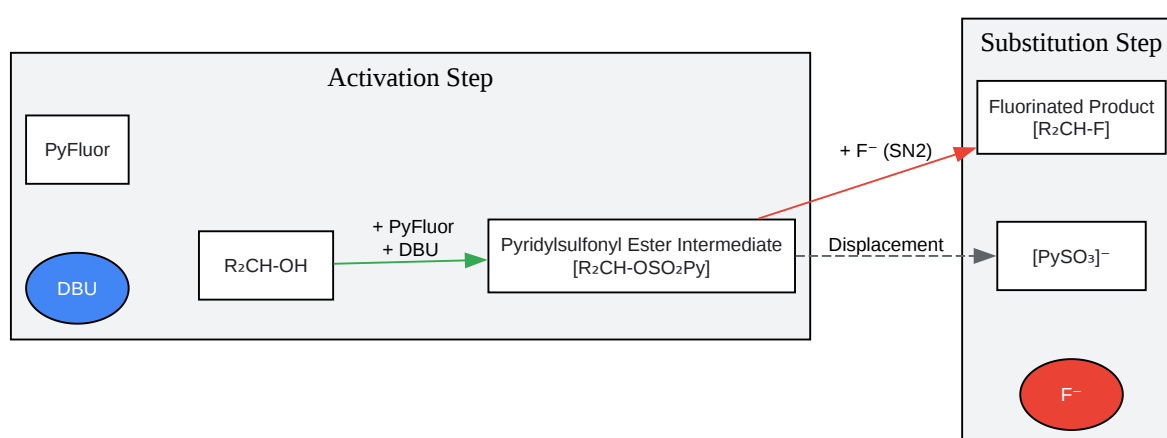 Activation Step
PyFluor
DBU
R₂CH-OH
+ PyFluor
+ DBU
Pyridylsulfonyl Ester Intermediate
[R₂CH-OSO₂Py]
+ F⁻ (SN2)
Displacement
Substitution Step
Fluorinated Product
[R₂CH-F]
[PySO₃]⁻
F⁻